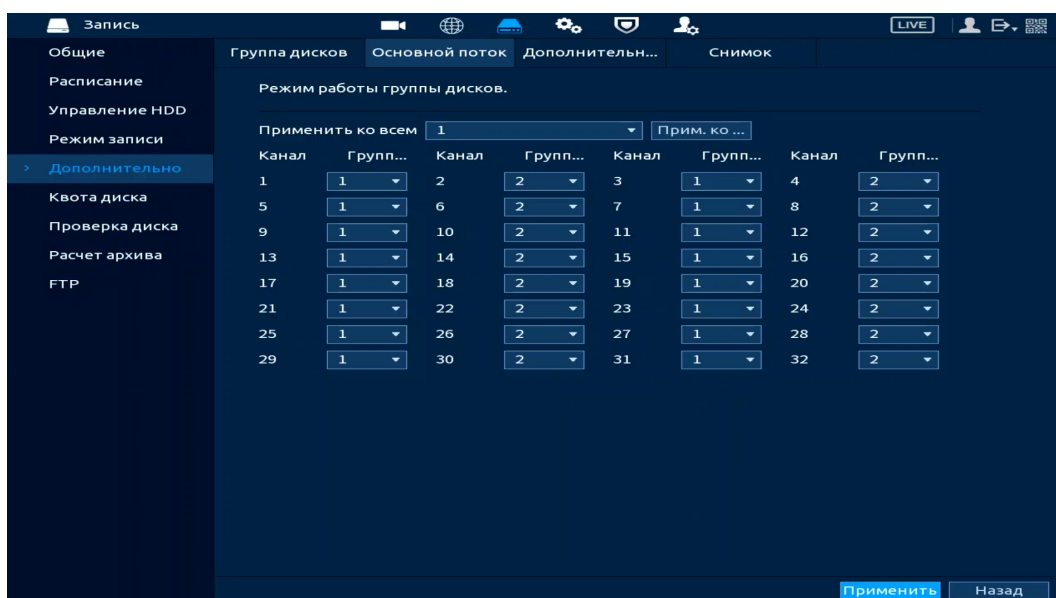 Запись
LIVE
Общие
Расписание
Управление HDD
Режим записи
> Дополнительно
Квота диска
Проверка диска
Расчет архива
FTP
Группа дисков Основной поток Дополнительн... Снимок
Режим работы группы дисков.
Применить ко всем 1 Прим. ко ...
Канал Групп... Канал Групп... Канал Групп... Канал Групп...
1 1 2 2 3 1 4 2
5 1 6 2 7 1 8 2
9 1 10 2 11 1 12 2
13 1 14 2 15 1 16 2
17 1 18 2 19 1 20 2
21 1 22 2 23 1 24 2
25 1 26 2 27 1 28 2
29 1 30 2 31 1 32 2
Применить Назад